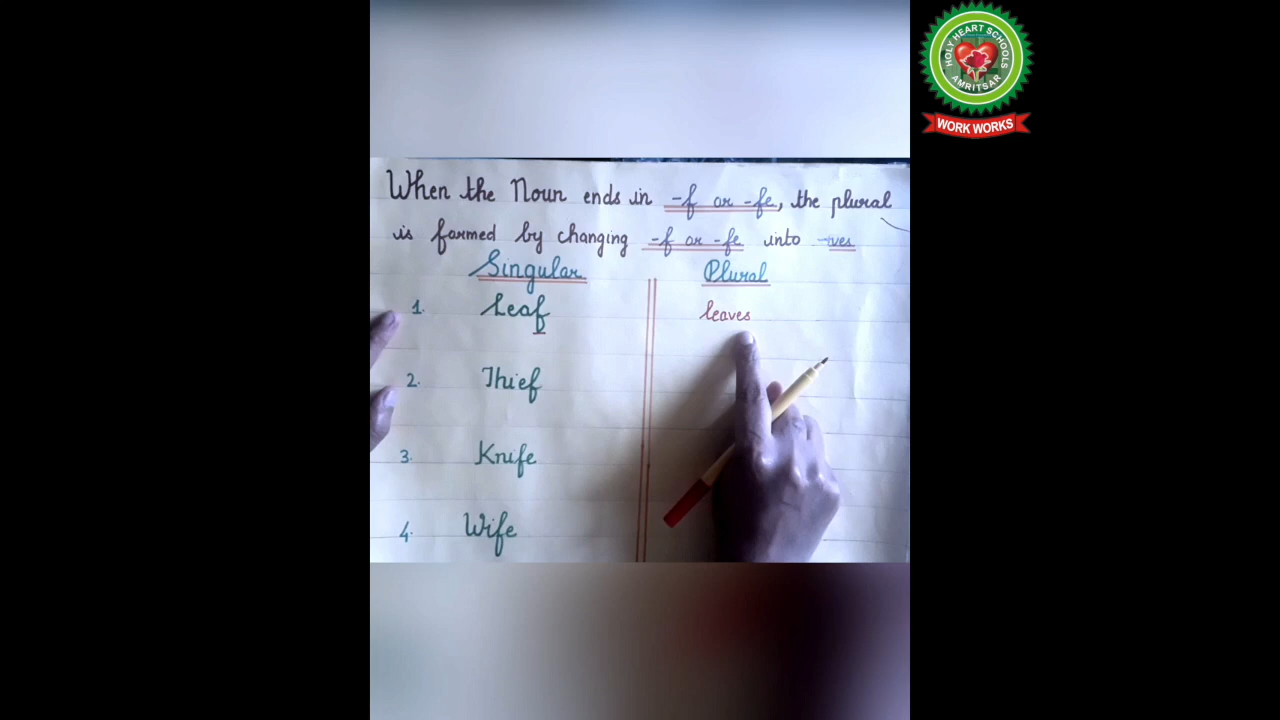 HOLY HEART SCHOOLS
AMRITSAR
WORK WORKS
When the Noun ends in -f or -fe, the plural
is formed by changing -f or -fe into -ves
Singular Plural
1. Leaf leaves
2. Thief
3. Knife
4. Wife